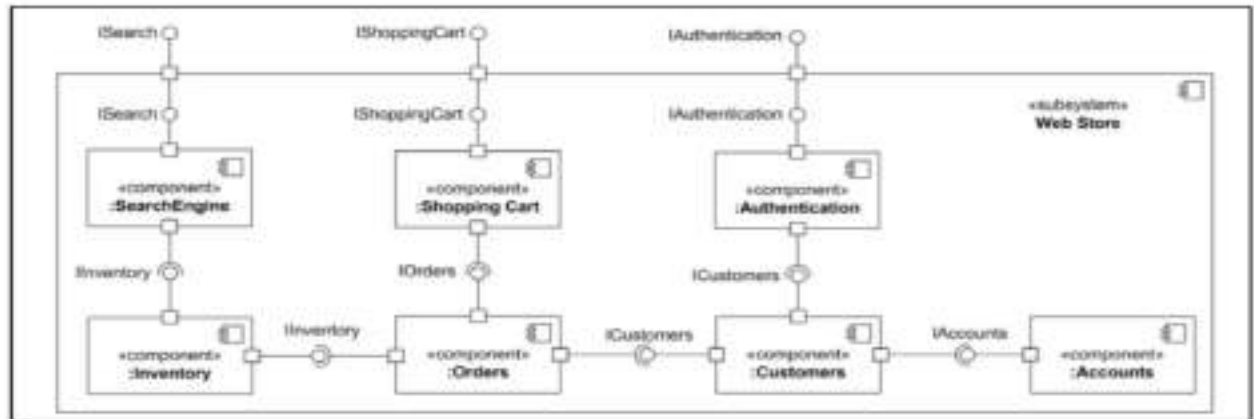 ISearch
IShoppingCart
IAuthentication
ISearch
IShoppingCart
IAuthentication
«subsystem»
Web Store
«component»
:SearchEngine
«component»
:Shopping Cart
«component»
:Authentication
IInventory
IOrders
ICustomers
IInventory
ICustomers
IAccounts
«component»
:Inventory
«component»
:Orders
«component»
:Customers
«component»
:Accounts